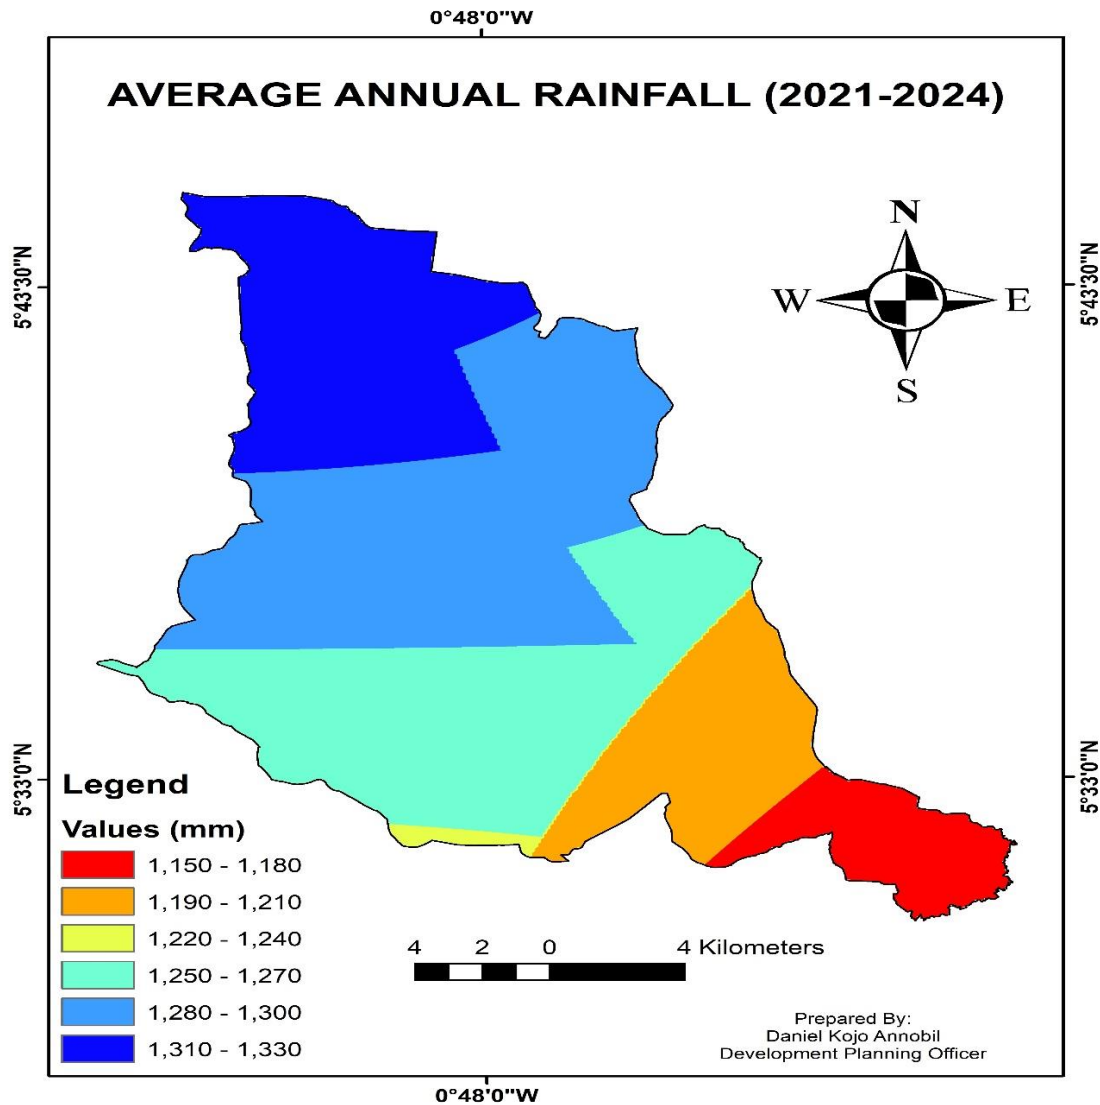 0°48'0"W
AVERAGE ANNUAL RAINFALL (2021-2024)
N
W E
S
5°43'30"N
5°43'30"N
5°33'0"N
5°33'0"N
Legend
Values (mm)
1,150 - 1,180
1,190 - 1,210
1,220 - 1,240
1,250 - 1,270
1,280 - 1,300
1,310 - 1,330
4 2 0 4 Kilometers
Prepared By:
Daniel Kojo Annobil
Development Planning Officer
0°48'0"W